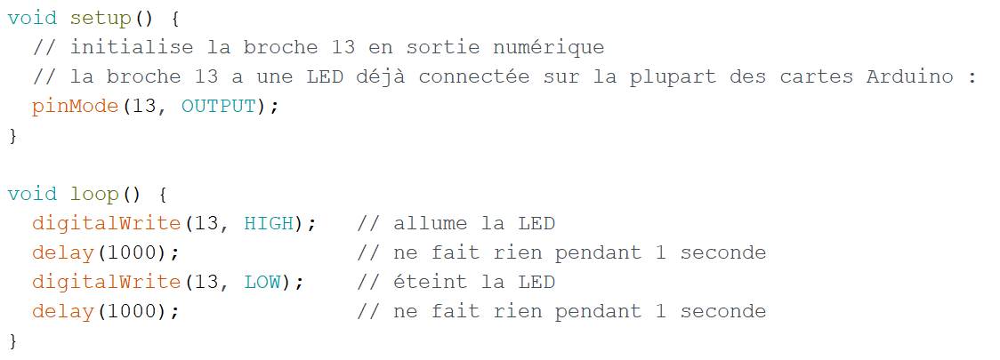 void setup() {
  // initialise la broche 13 en sortie numérique
  // la broche 13 a une LED déjà connectée sur la plupart des cartes Arduino :
  pinMode(13, OUTPUT);
}

void loop() {
  digitalWrite(13, HIGH);   // allume la LED
  delay(1000);              // ne fait rien pendant 1 seconde
  digitalWrite(13, LOW);    // éteint la LED
  delay(1000);              // ne fait rien pendant 1 seconde
}